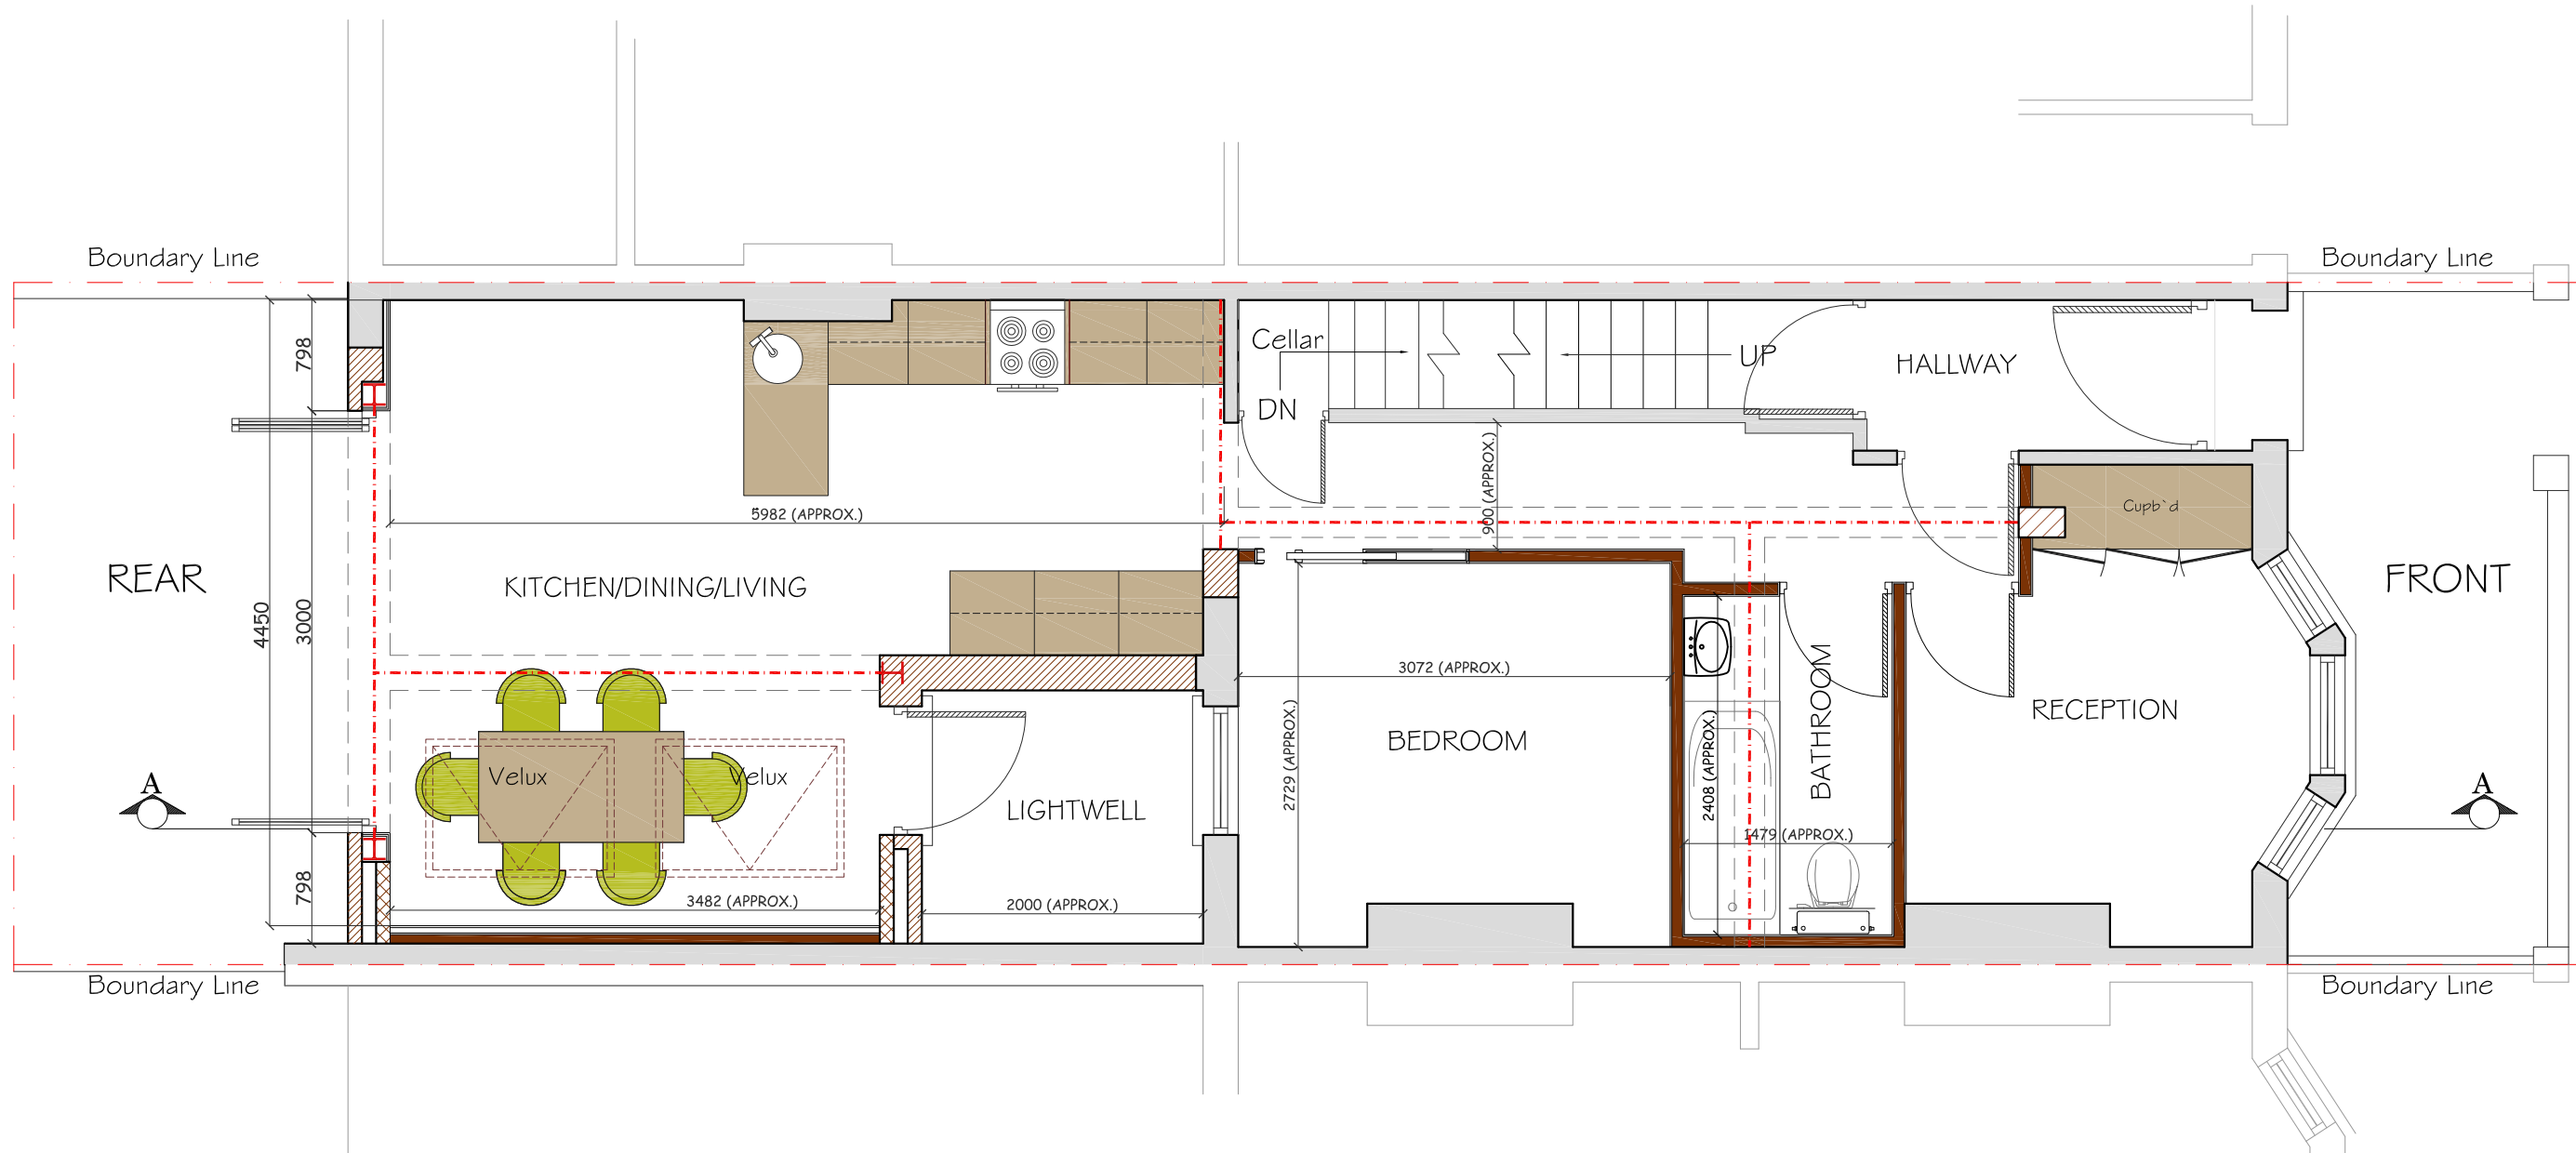 Boundary Line
Boundary Line
798
Cellar
UP
HALLWAY
DN
900 (APPROX.)
Cupb`d
5982 (APPROX.)
REAR
KITCHEN/DINING/LIVING
FRONT
4450
3000
3072 (APPROX.)
BATHROOM
RECEPTION
BEDROOM
2729 (APPROX.)
2408 (APPROX.)
Velux
Velux
A
A
LIGHTWELL
1479 (APPROX.)
798
3482 (APPROX.)
2000 (APPROX.)
Boundary Line
Boundary Line